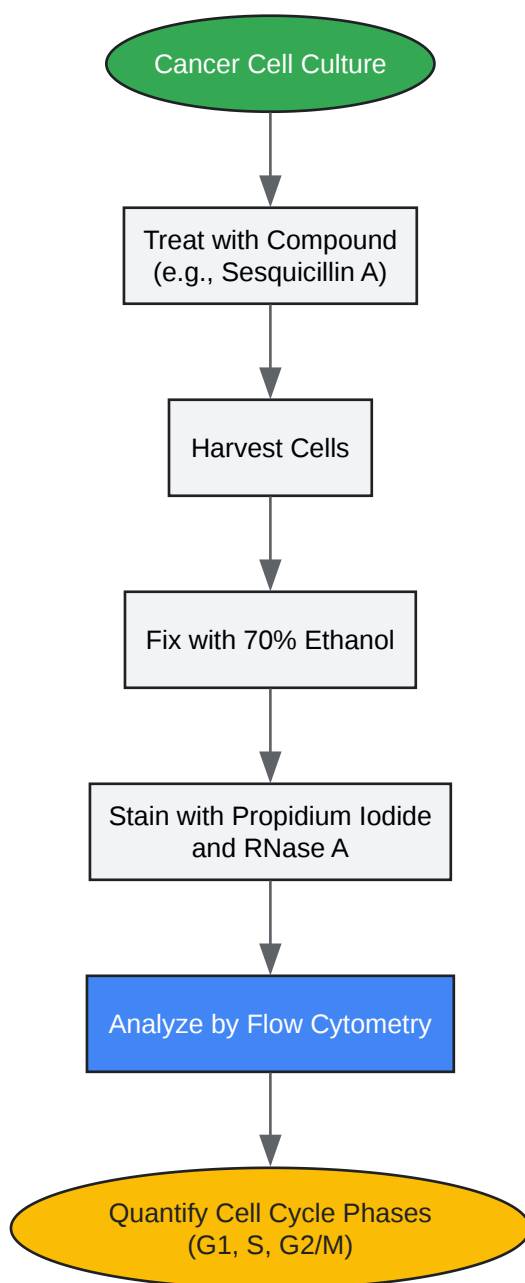 Cancer Cell Culture
Treat with Compound
(e.g., Sesquicillin A)
Harvest Cells
Fix with 70% Ethanol
Stain with Propidium Iodide
and RNase A
Analyze by Flow Cytometry
Quantify Cell Cycle Phases
(G1, S, G2/M)